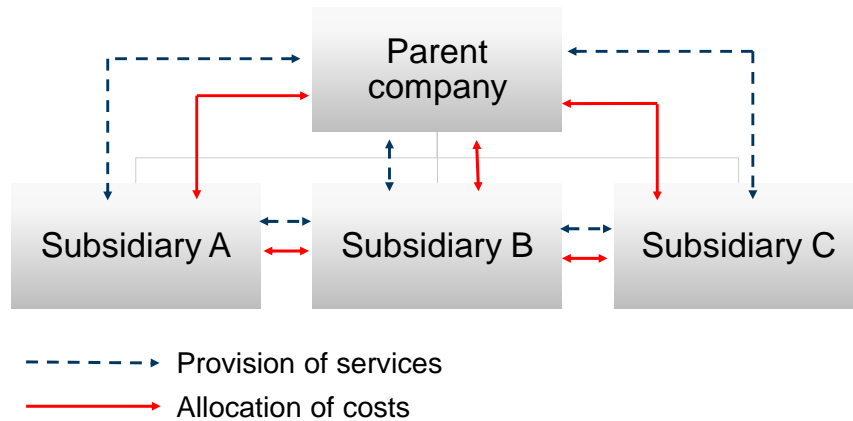 Parent
company
Subsidiary A
Subsidiary B
Subsidiary C
Provision of services
Allocation of costs